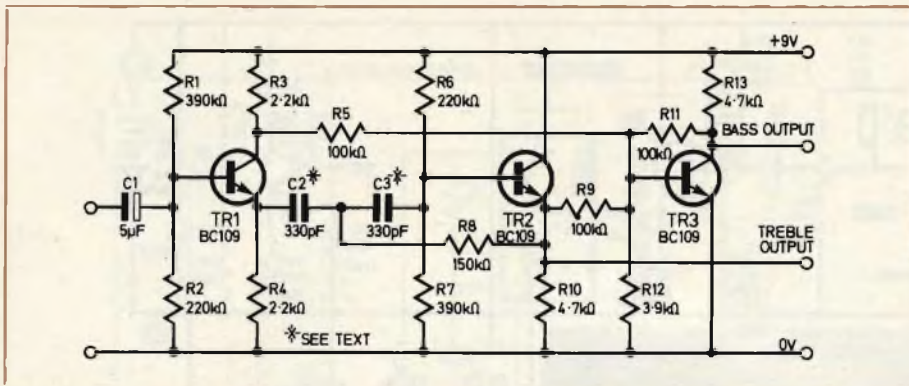 +9V
R1
390kΩ
R3
2.2kΩ
R6
220kΩ
R13
4.7kΩ
R5
100kΩ
R11
100kΩ
BASS OUTPUT
C1
5µF
TR1
BC109
C2*
330pF
C3*
330pF
TR2
BC109
R9
100kΩ
TR3
BC109
R8
150kΩ
TREBLE
OUTPUT
R2
220kΩ
R4
2.2kΩ
R7
390kΩ
R10
4.7kΩ
R12
3.9kΩ
*SEE TEXT
0V